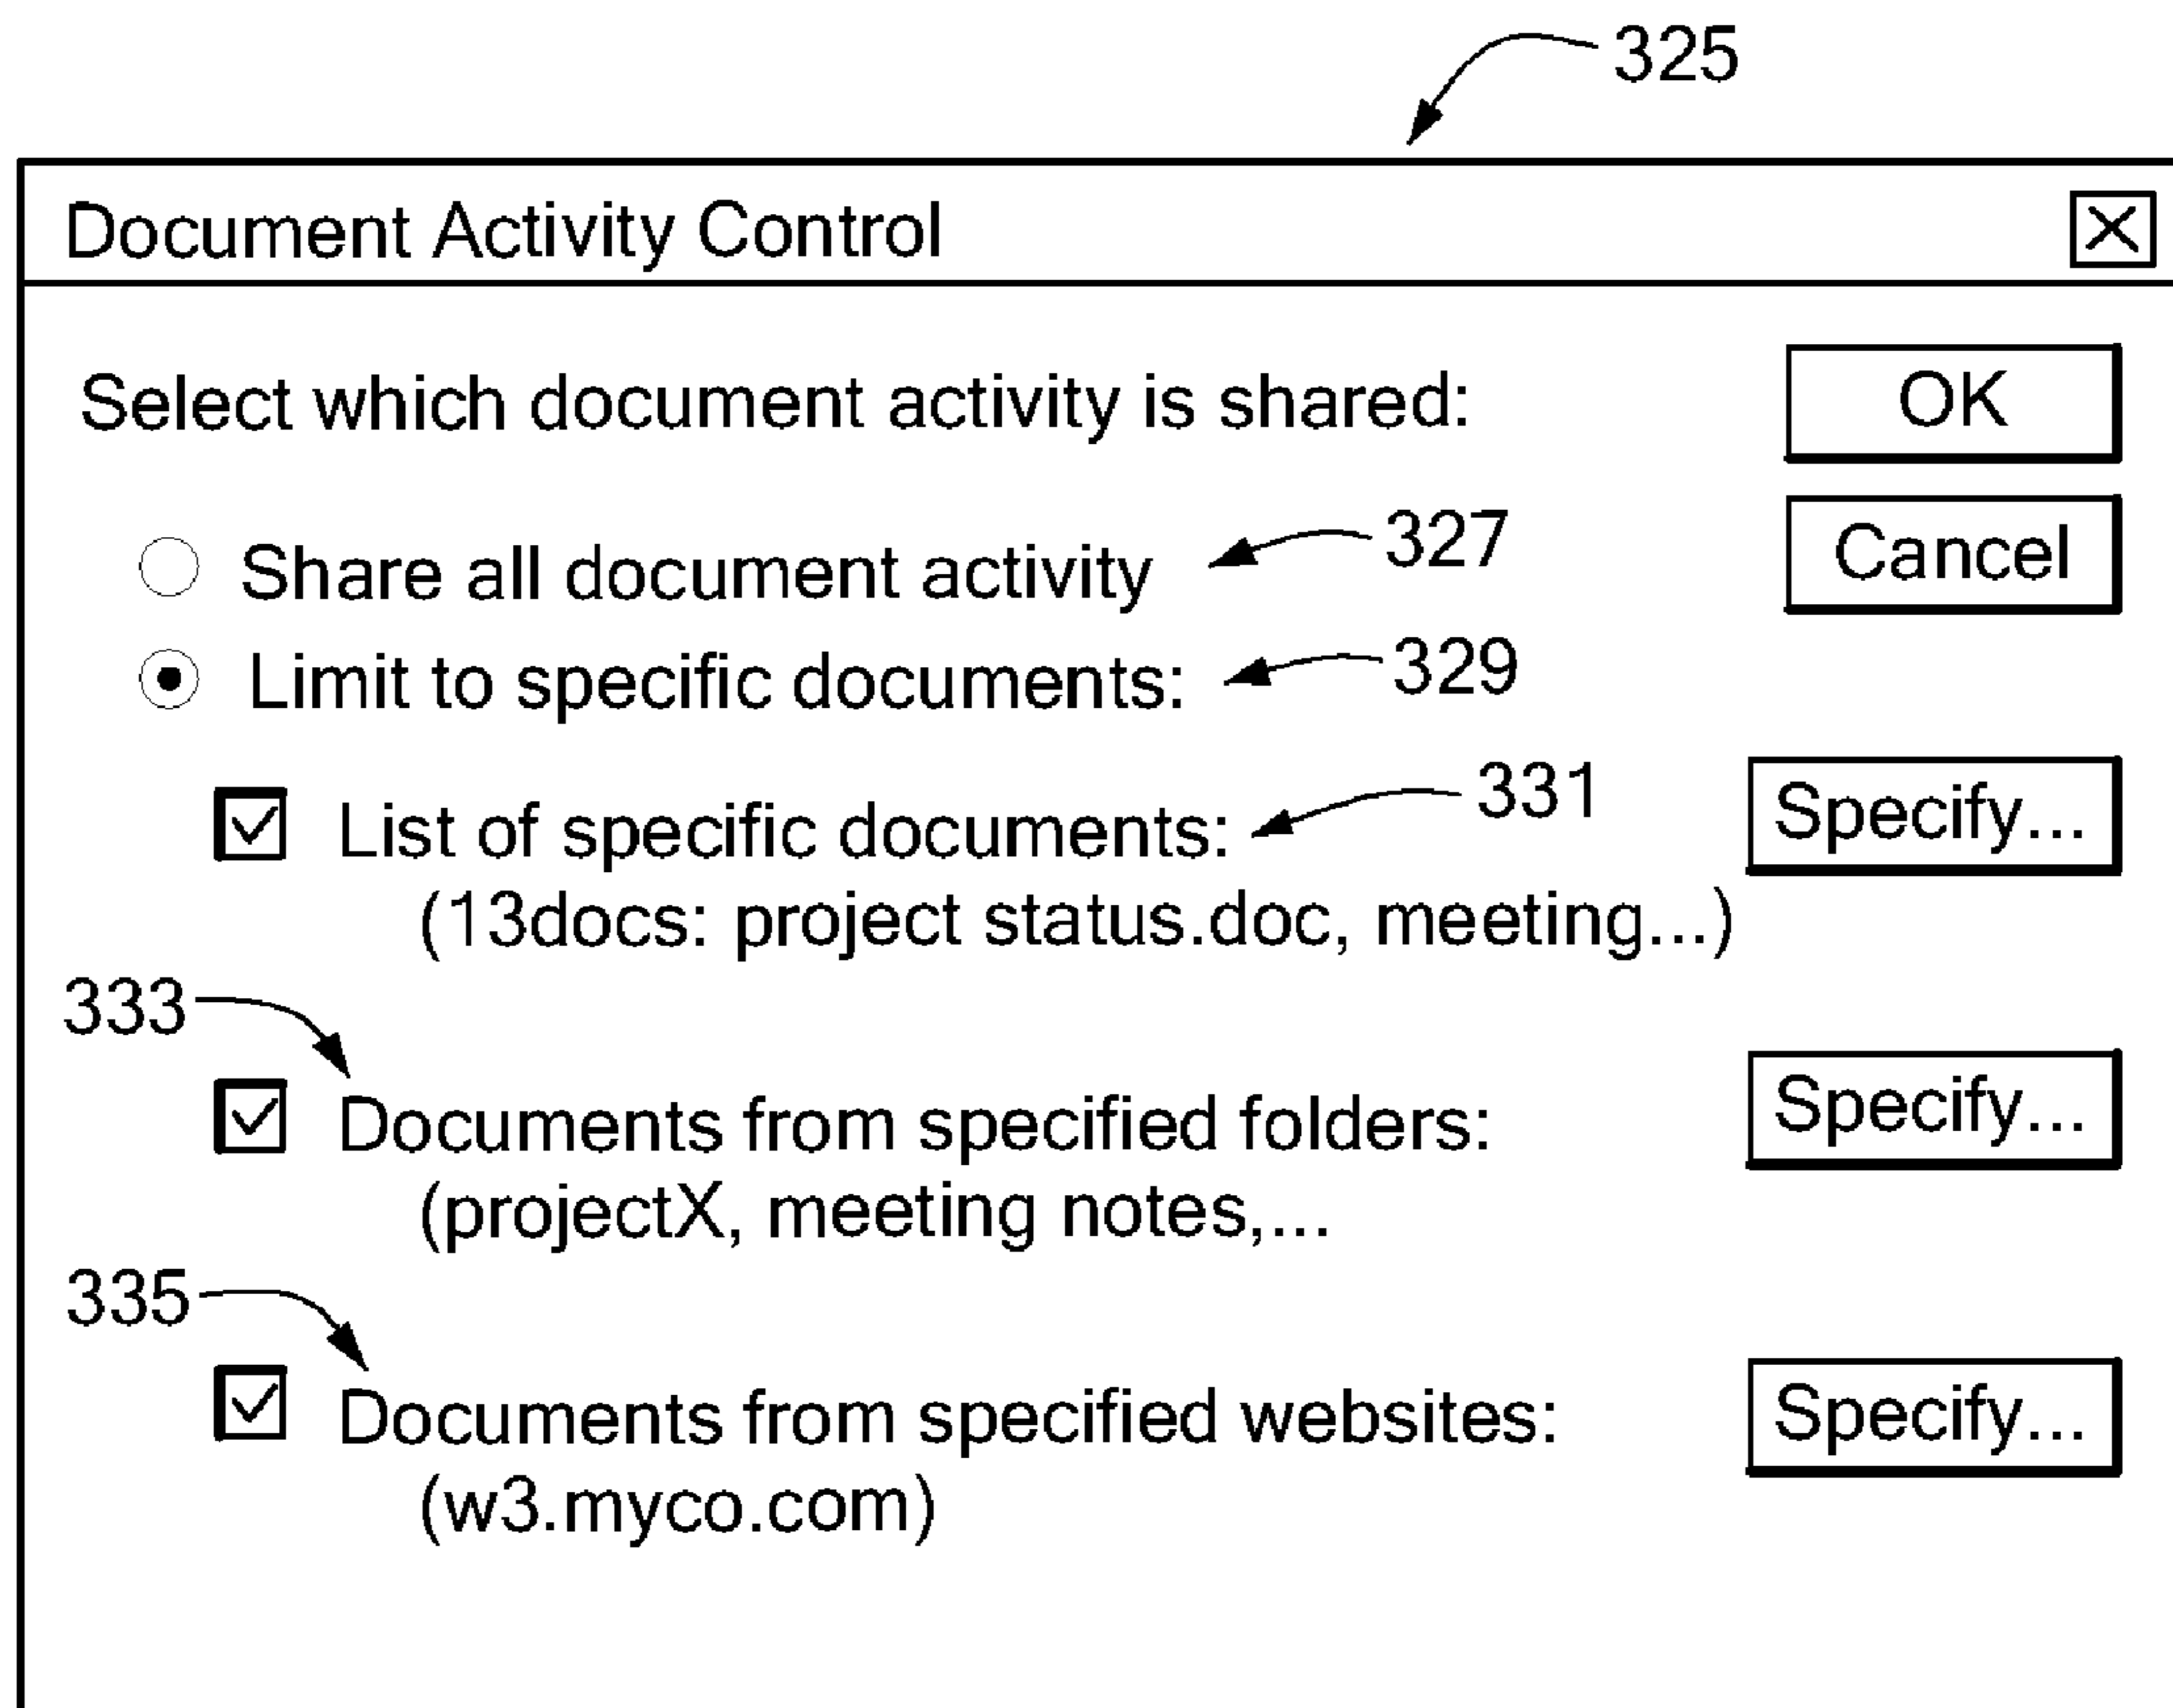 325
Document Activity Control
Select which document activity is shared:
OK
Share all document activity
327
Cancel
Limit to specific documents:
329
List of specific documents:
331
Specify...
(13docs: project status.doc, meeting...)
333
Documents from specified folders:
Specify...
(projectX, meeting notes,...
335
Documents from specified websites:
Specify...
(w3.myco.com)